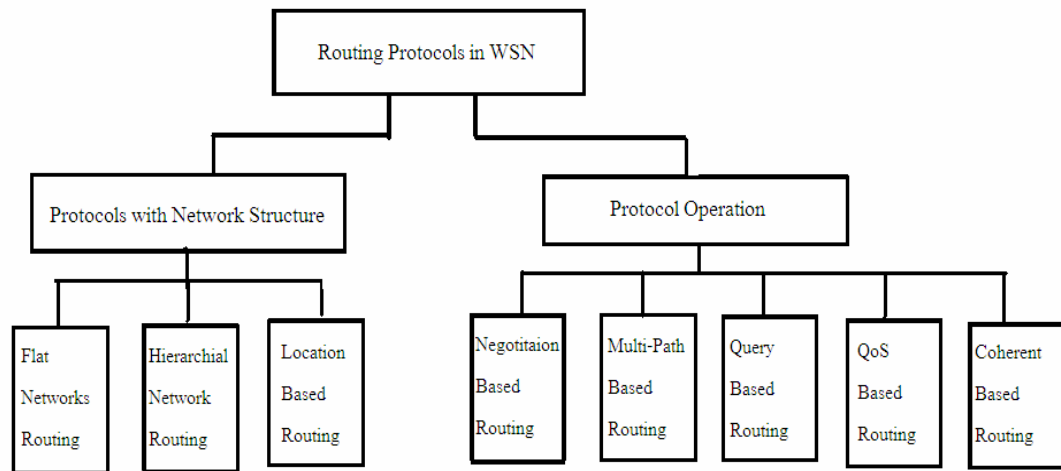 Routing Protocols in WSN
Protocols with Network Structure
Protocol Operation
Flat
Networks
Routing
Hierarchial
Network
Routing
Location
Based
Routing
Negotitaion
Based
Routing
Multi-Path
Based
Routing
Query
Based
Routing
QoS
Based
Routing
Coherent
Based
Routing